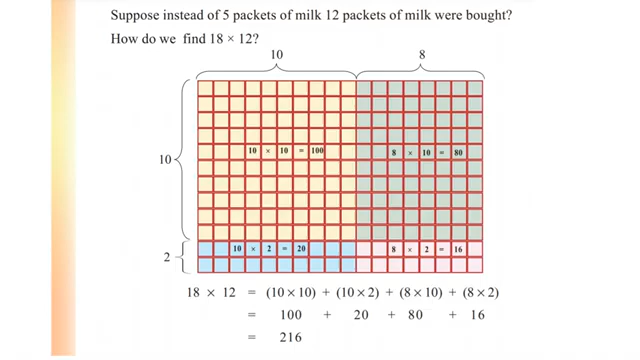 Suppose instead of 5 packets of milk 12 packets of milk were bought?
How do we find 18 × 12?
10 8
10
10 × 10 = 100 8 × 10 = 80
2
10 × 2 = 20 8 × 2 = 16
18 × 12 = (10 × 10) + (10 × 2) + (8 × 10) + (8 × 2)
= 100 + 20 + 80 + 16
= 216